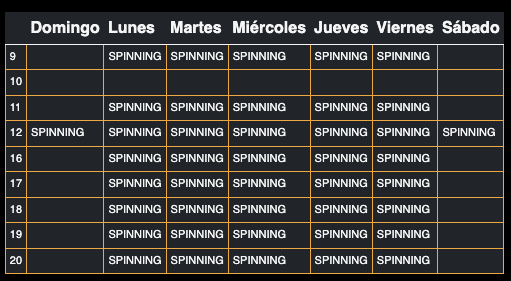 Domingo Lunes Martes Miércoles Jueves Viernes Sábado
9 SPINNING SPINNING SPINNING SPINNING SPINNING
10
11 SPINNING SPINNING SPINNING SPINNING SPINNING
12 SPINNING SPINNING SPINNING SPINNING SPINNING SPINNING SPINNING
16 SPINNING SPINNING SPINNING SPINNING SPINNING
17 SPINNING SPINNING SPINNING SPINNING SPINNING
18 SPINNING SPINNING SPINNING SPINNING SPINNING
19 SPINNING SPINNING SPINNING SPINNING SPINNING
20 SPINNING SPINNING SPINNING SPINNING SPINNING